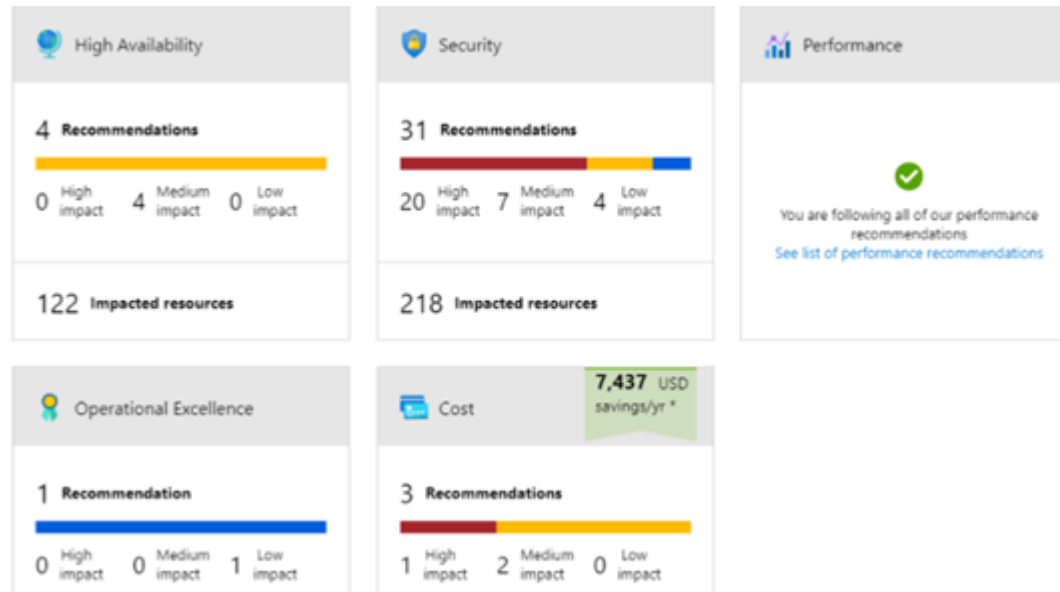 High Availability
4 Recommendations
0 High impact 4 Medium impact 0 Low impact
122 Impacted resources
Security
31 Recommendations
20 High impact 7 Medium impact 4 Low impact
218 Impacted resources
Performance
You are following all of our performance
recommendations
See list of performance recommendations
Operational Excellence
1 Recommendation
0 High impact 0 Medium impact 1 Low impact
Cost
7,437 USD
savings/yr *
3 Recommendations
1 High impact 2 Medium impact 0 Low impact